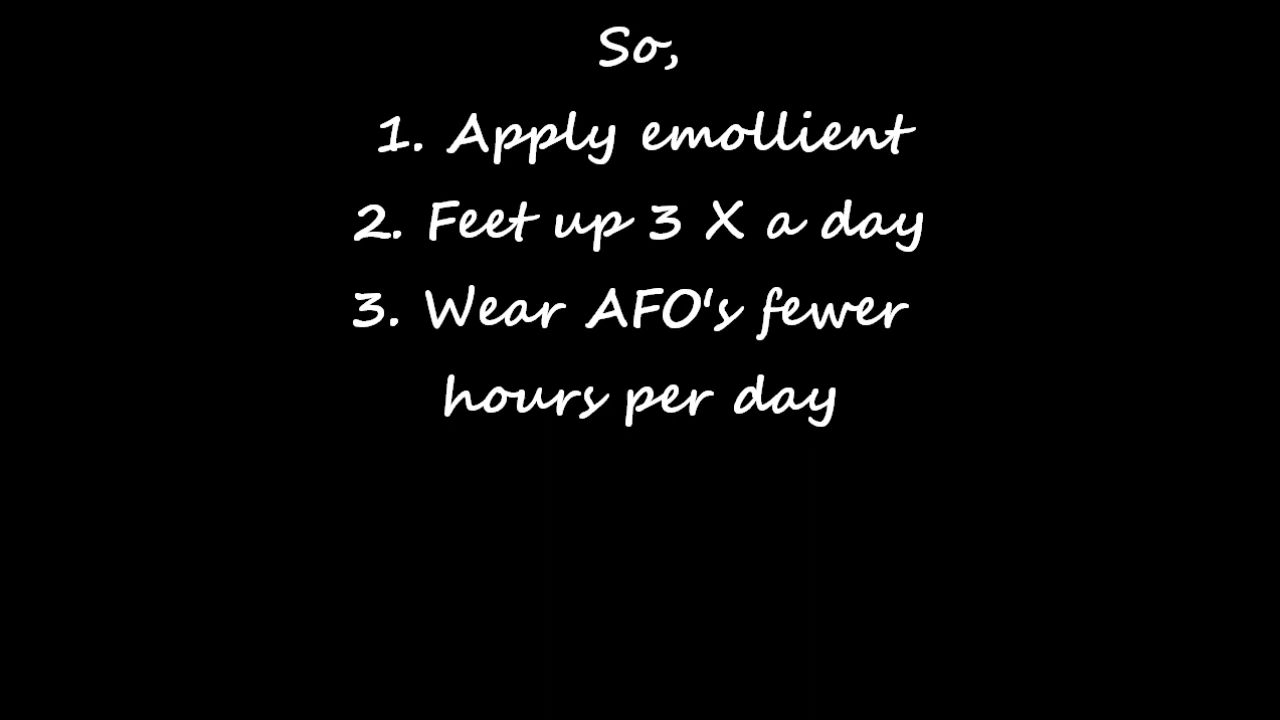 So,
1. Apply emollient
2. Feet up 3 X a day
3. Wear AFO's fewer
hours per day